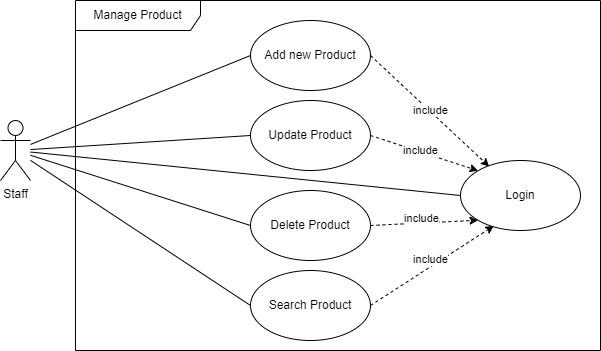 Manage Product
Add new Product
include
Update Product
include
Staff
Login
Delete Product
include
include
Search Product